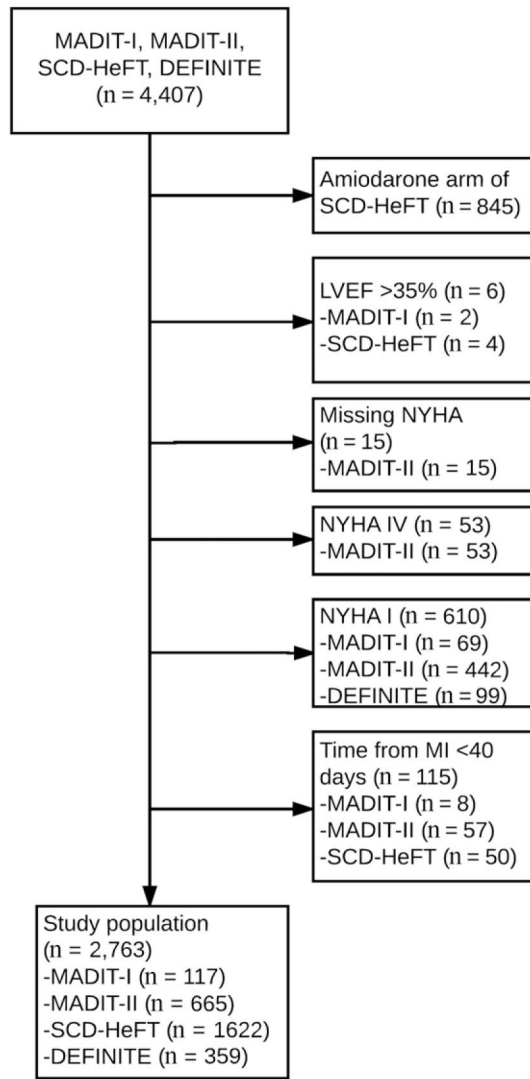 MADIT-I, MADIT-II,
SCD-HeFT, DEFINITE
(n = 4,407)
Amiodarone arm of
SCD-HeFT (n = 845)
LVEF >35% (n = 6)
-MADIT-I (n = 2)
-SCD-HeFT (n = 4)
Missing NYHA
(n = 15)
-MADIT-II (n = 15)
NYHA IV (n = 53)
-MADIT-II (n = 53)
NYHA I (n = 610)
-MADIT-I (n = 69)
-MADIT-II (n = 442)
-DEFINITE (n = 99)
Time from MI <40
days (n = 115)
-MADIT-I (n = 8)
-MADIT-II (n = 57)
-SCD-HeFT (n = 50)
Study population
(n = 2,763)
-MADIT-I (n = 117)
-MADIT-II (n = 665)
-SCD-HeFT (n = 1622)
-DEFINITE (n = 359)